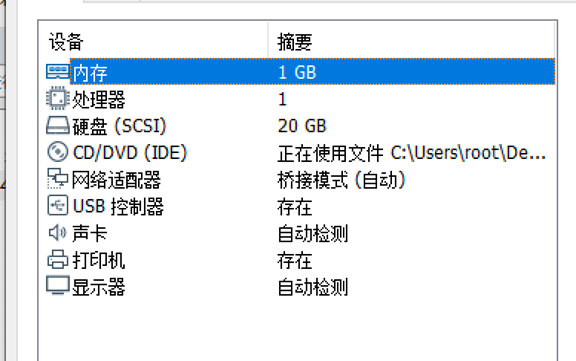 设备 摘要
内存 1 GB
处理器 1
硬盘 (SCSI) 20 GB
CD/DVD (IDE) 正在使用文件 C:\Users\root\De...
网络适配器 桥接模式 (自动)
USB 控制器 存在
声卡 自动检测
打印机 存在
显示器 自动检测